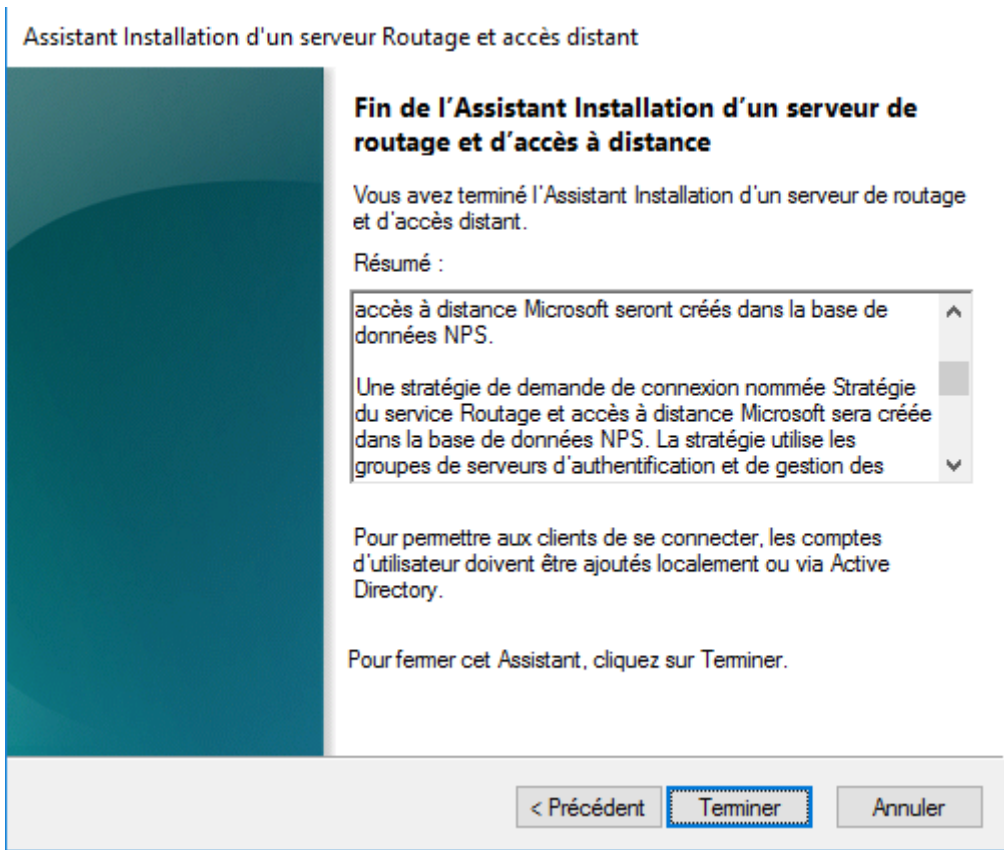 Assistant Installation d'un serveur Routage et accès distant
Fin de l’Assistant Installation d’un serveur de
routage et d’accès à distance
Vous avez terminé l’Assistant Installation d’un serveur de routage
et d’accès distant.
Résumé :
accès à distance Microsoft seront créés dans la base de
données NPS.
Une stratégie de demande de connexion nommée Stratégie
du service Routage et accès à distance Microsoft sera créée
dans la base de données NPS. La stratégie utilise les
groupes de serveurs d’authentification et de gestion des
Pour permettre aux clients de se connecter, les comptes
d’utilisateur doivent être ajoutés localement ou via Active
Directory.
Pour fermer cet Assistant, cliquez sur Terminer.
< Précédent Terminer Annuler